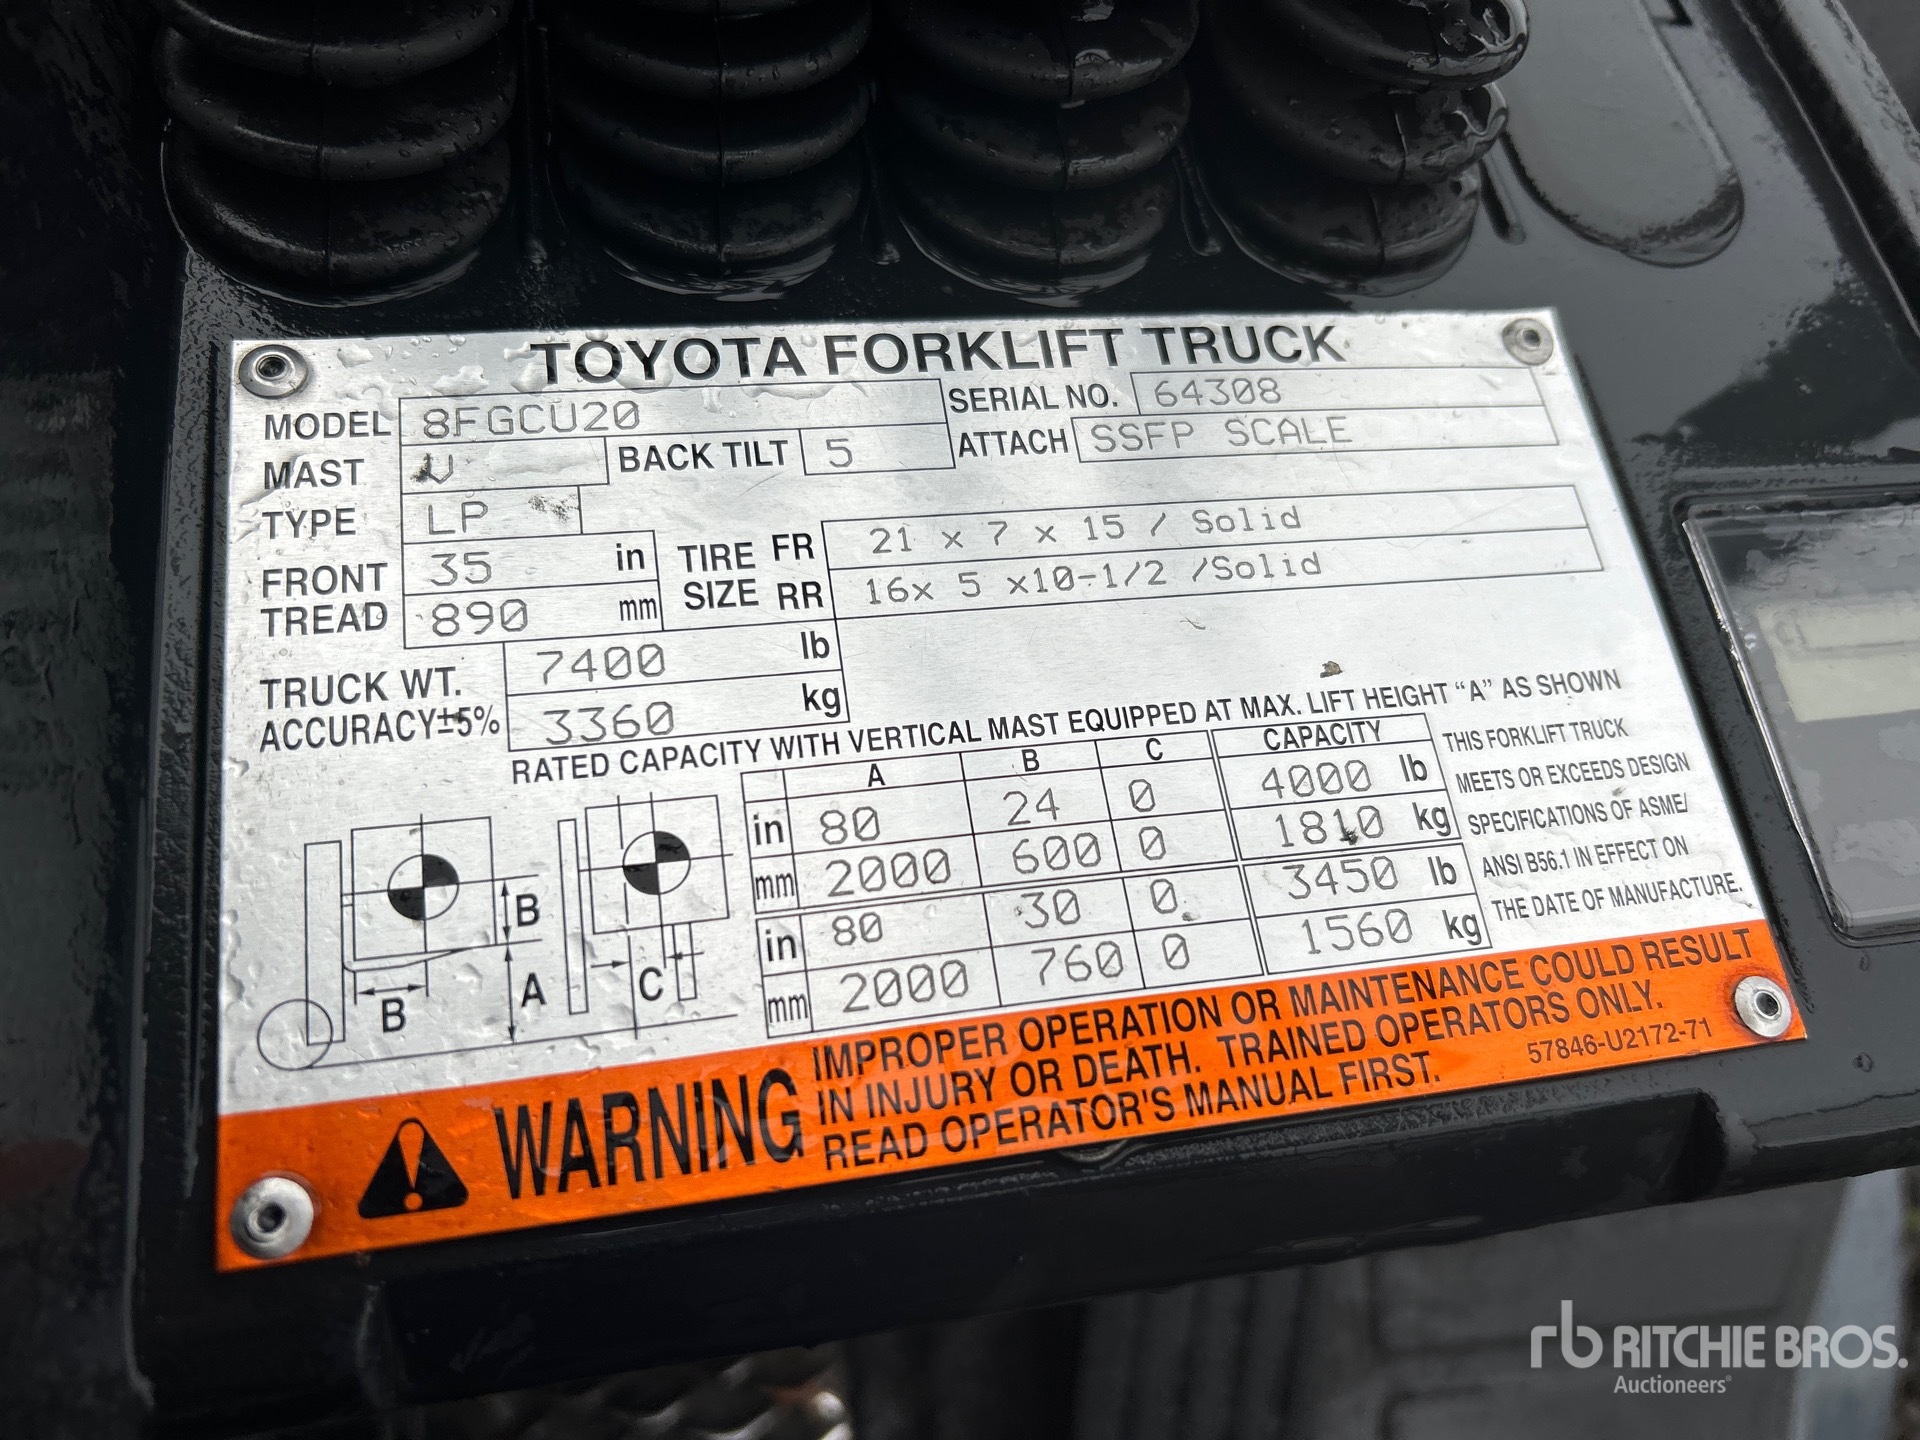 TOYOTA FORKLIFT TRUCK
MODEL 8FGCU20 SERIAL NO. 64308
MAST V BACK TILT 5 ATTACH SSFP SCALE
TYPE LP
FRONT TREAD 35 in 890 mm
TIRE SIZE FR 21 x 7 x 15 / Solid
RR 16x 5 x10-1/2 /Solid
TRUCK WT. 7400 lb
ACCURACY±5% 3360 kg
RATED CAPACITY WITH VERTICAL MAST EQUIPPED AT MAX. LIFT HEIGHT "A" AS SHOWN
A B C CAPACITY
in 80 24 0 4000 lb
mm 2000 600 0 1810 kg
in 80 30 0 3450 lb
mm 2000 760 0 1560 kg
B
A
B
C
THIS FORKLIFT TRUCK
MEETS OR EXCEEDS DESIGN
SPECIFICATIONS OF ASME/
ANSI B56.1 IN EFFECT ON
THE DATE OF MANUFACTURE.
WARNING
IMPROPER OPERATION OR MAINTENANCE COULD RESULT
IN INJURY OR DEATH. TRAINED OPERATORS ONLY.
READ OPERATOR'S MANUAL FIRST.
57846-U2172-71
rb RITCHIE BROS.
Auctioneers